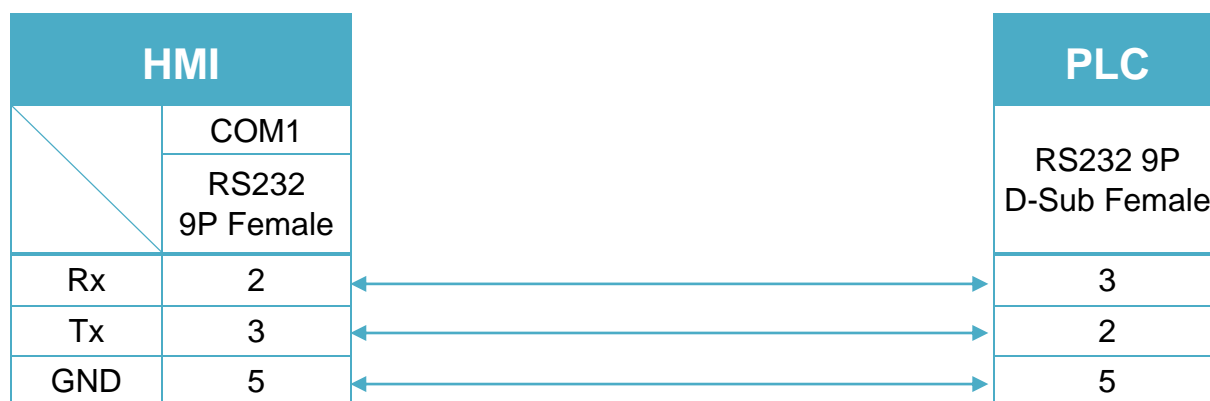 HMI
PLC
COM1
RS232
9P Female
RS232 9P
D-Sub Female
Rx 2 3
Tx 3 2
GND 5 5